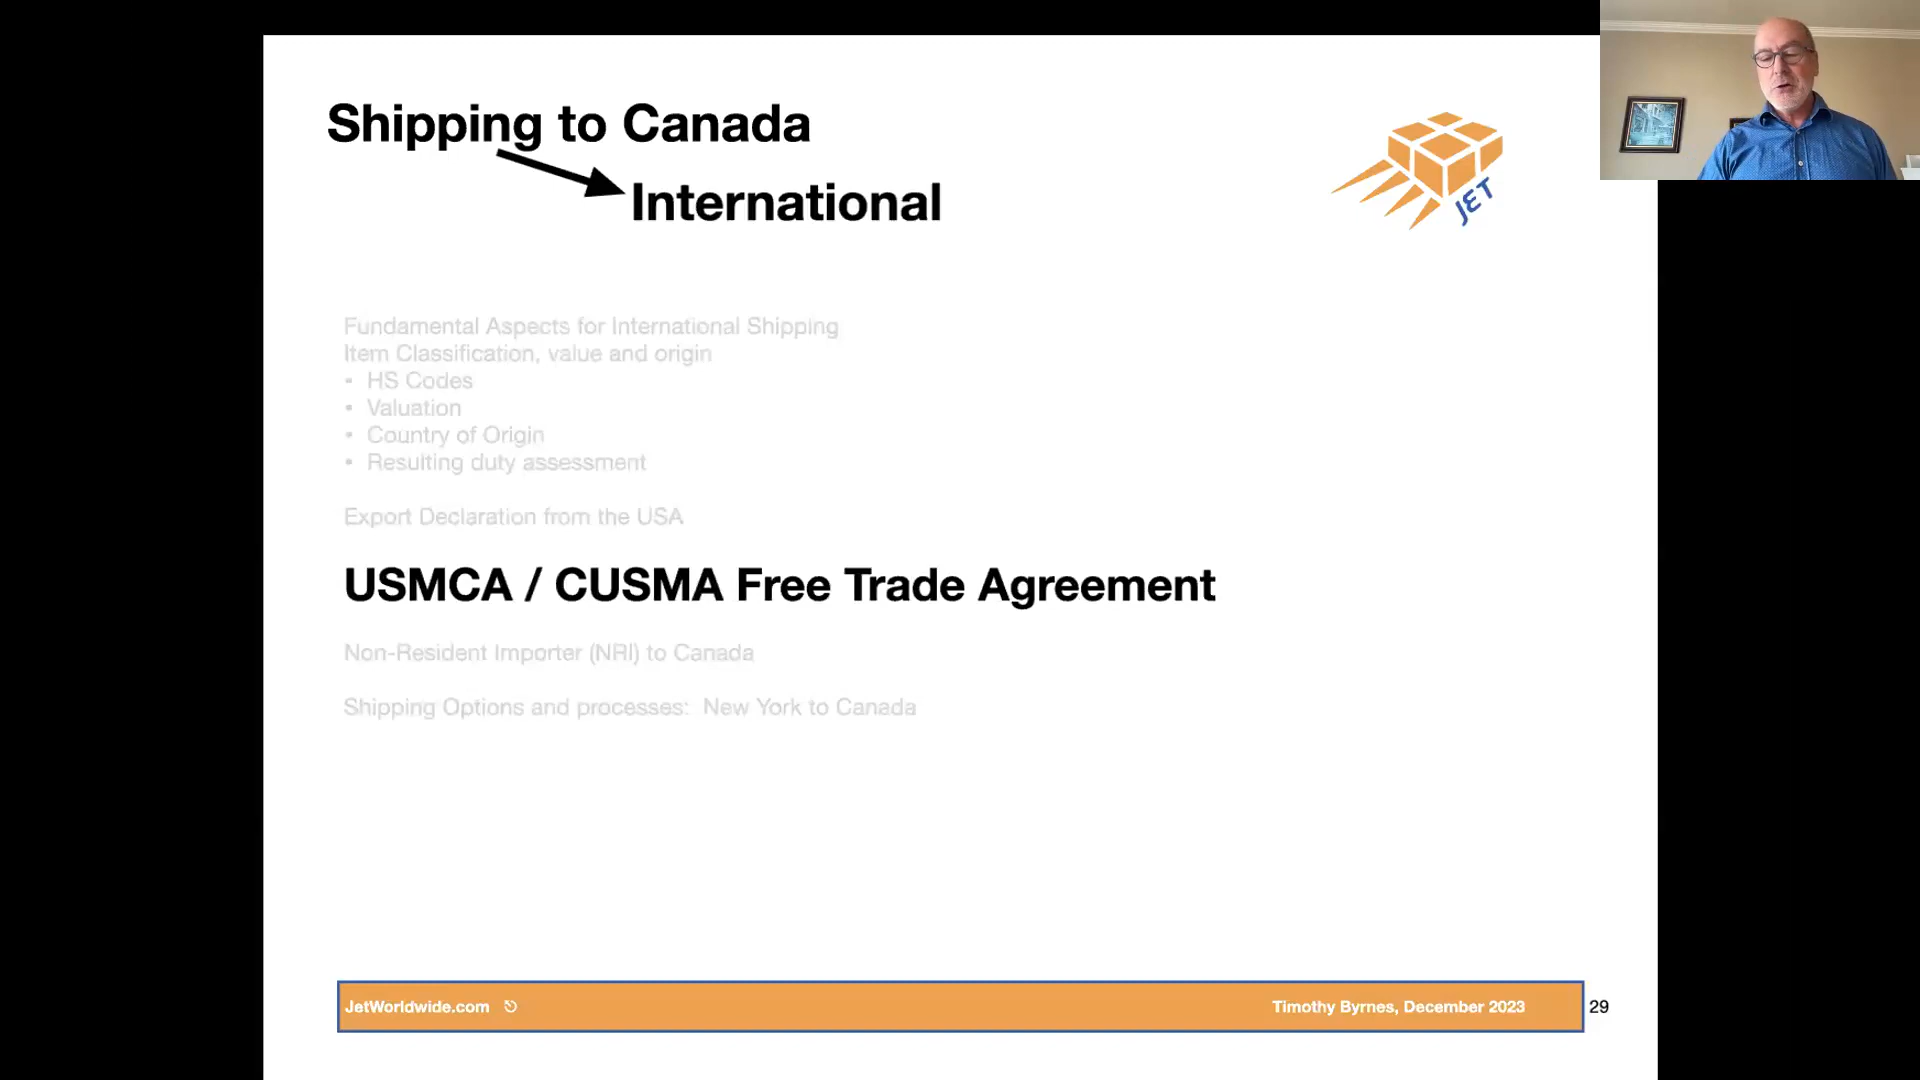 Shipping to Canada
International
JET
Fundamental Aspects for International Shipping
Item Classification, value and origin
• HS Codes
• Valuation
• Country of Origin
• Resulting duty assessment
Export Declaration from the USA
USMCA / CUSMA Free Trade Agreement
Non-Resident Importer (NRI) to Canada
Shipping Options and processes: New York to Canada
JetWorldwide.com
Timothy Byrnes, December 2023
29